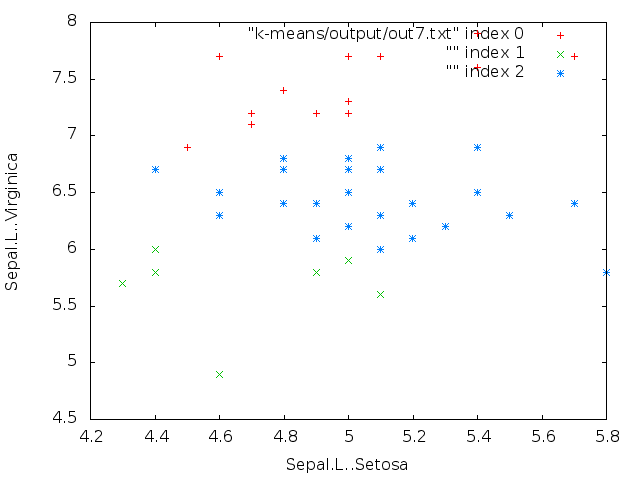 "k-means/output/out7.txt" index 0
"" index 1
"" index 2
8
7.5
7
6.5
6
5.5
5
4.5
4.2 4.4 4.6 4.8 5 5.2 5.4 5.6 5.8
Sepal.L..Virginica
Sepal.L..Setosa